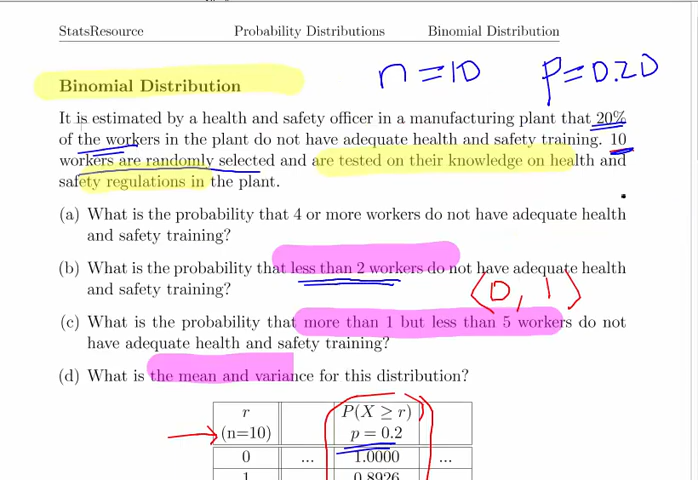 StatsResource Probability Distributions Binomial Distribution
n=10 p=0.20
Binomial Distribution
It is estimated by a health and safety officer in a manufacturing plant that 20%
of the workers in the plant do not have adequate health and safety training. 10
workers are randomly selected and are tested on their knowledge on health and
safety regulations in the plant.
(a) What is the probability that 4 or more workers do not have adequate health
and safety training?
(b) What is the probability that less than 2 workers do not have adequate health
and safety training?
(0, 1)
(c) What is the probability that more than 1 but less than 5 workers do not
have adequate health and safety training?
(d) What is the mean and variance for this distribution?
r P(X ≥ r)
(n=10) p = 0.2
0 ... 1.0000 ...
1 0.8926